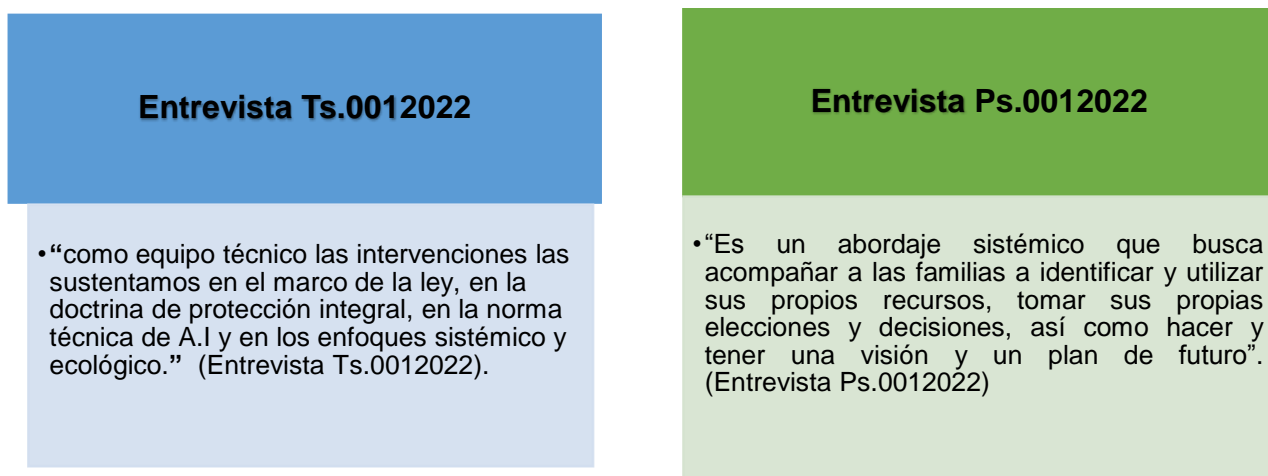 Entrevista Ts.0012022
•“como equipo técnico las intervenciones las
sustentamos en el marco de la ley, en la
doctrina de protección integral, en la norma
técnica de A.I y en los enfoques sistémico y
ecológico.” (Entrevista Ts.0012022).
Entrevista Ps.0012022
•“Es un abordaje sistémico que busca
acompañar a las familias a identificar y utilizar
sus propios recursos, tomar sus propias
elecciones y decisiones, así como hacer y
tener una visión y un plan de futuro”.
(Entrevista Ps.0012022)